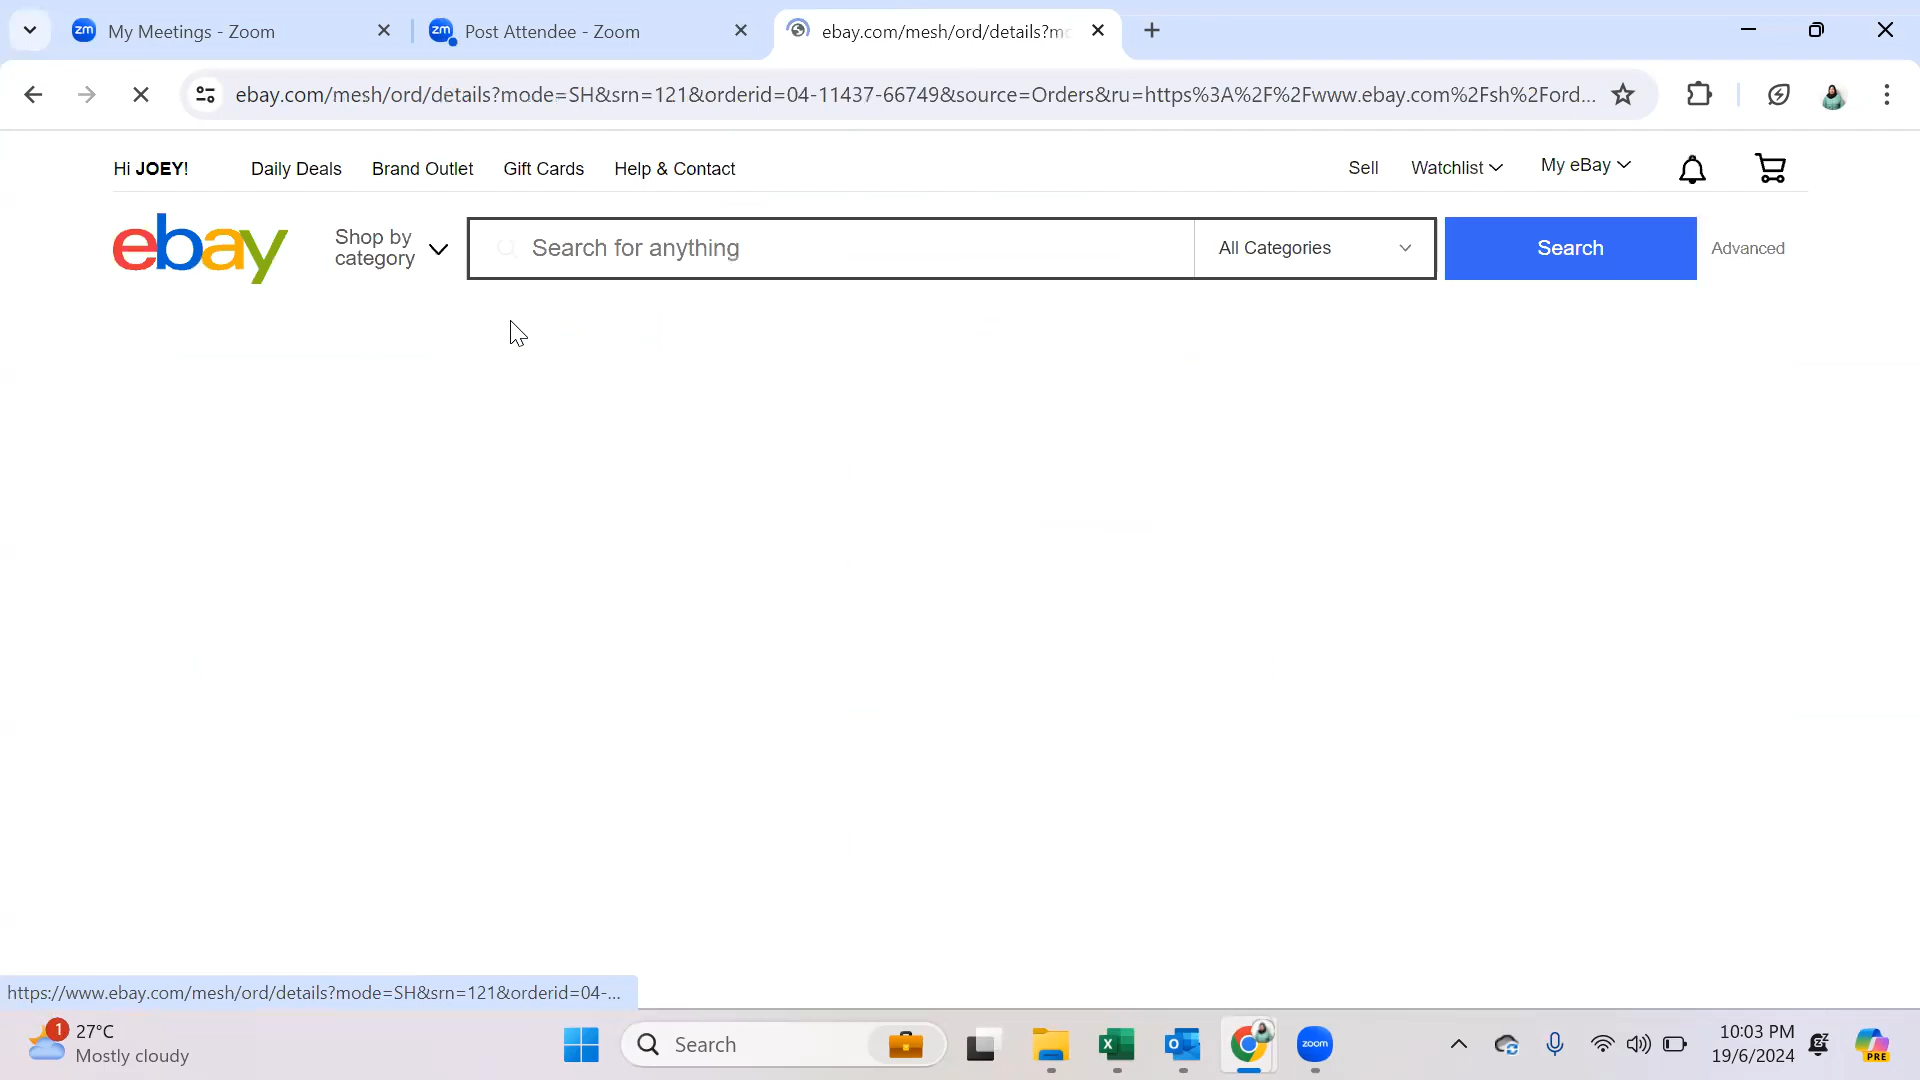 My Meetings - Zoom
Post Attendee - Zoom
ebay.com/mesh/ord/details?mo
ebay.com/mesh/ord/details?mode=SH&srn=121&orderid=04-11437-66749&source=Orders&ru=https%3A%2F%2Fwww.ebay.com%2Fsh%2Ford...
Hi JOEY!
Daily Deals
Brand Outlet
Gift Cards
Help & Contact
Sell
Watchlist
My eBay
ebay
Shop by
category
Search for anything
All Categories
Search
Advanced
https://www.ebay.com/mesh/ord/details?mode=SH&srn=121&orderid=04-...
1
27°C
Mostly cloudy
Search
zoom
10:03 PM
19/6/2024
PRE